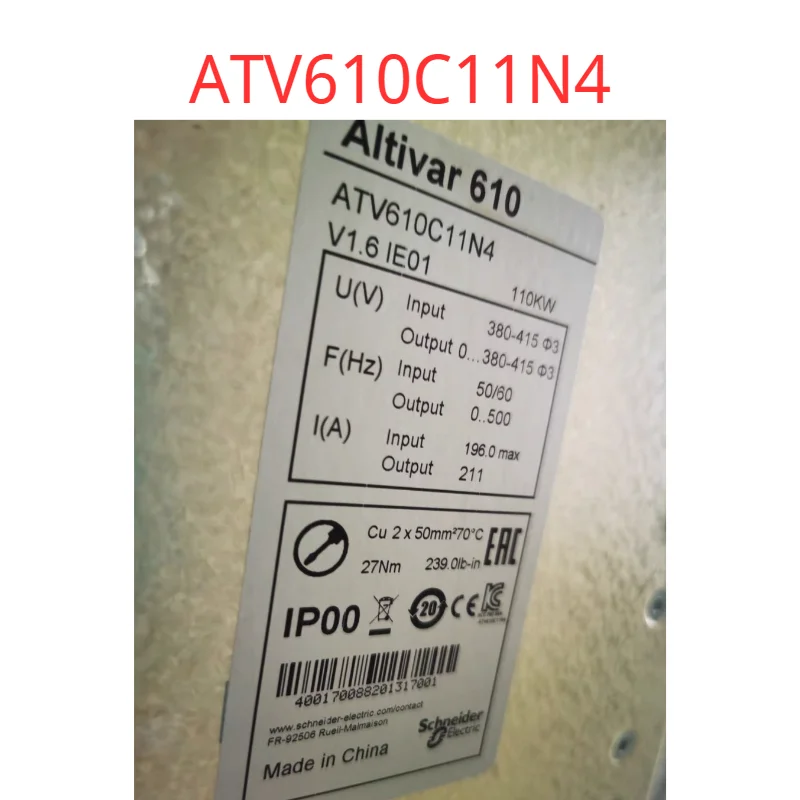 ATV610C11N4
Altivar 610
ATV610C11N4
V1.6 IE01
110KW
U(V) Input 380-415 Φ3
Output 0...380-415 Φ3
F(Hz) Input 50/60
Output 0..500
I(A) Input 196.0 max
Output 211
Cu 2 x 50mm²70°C
27Nm 239.0lb-in
EAC
IP00 20 CE
400170088201317001
www.schneider-electric.com/contact
FR-92506 Rueil-Malmaison
Schneider
Electric
Made in China